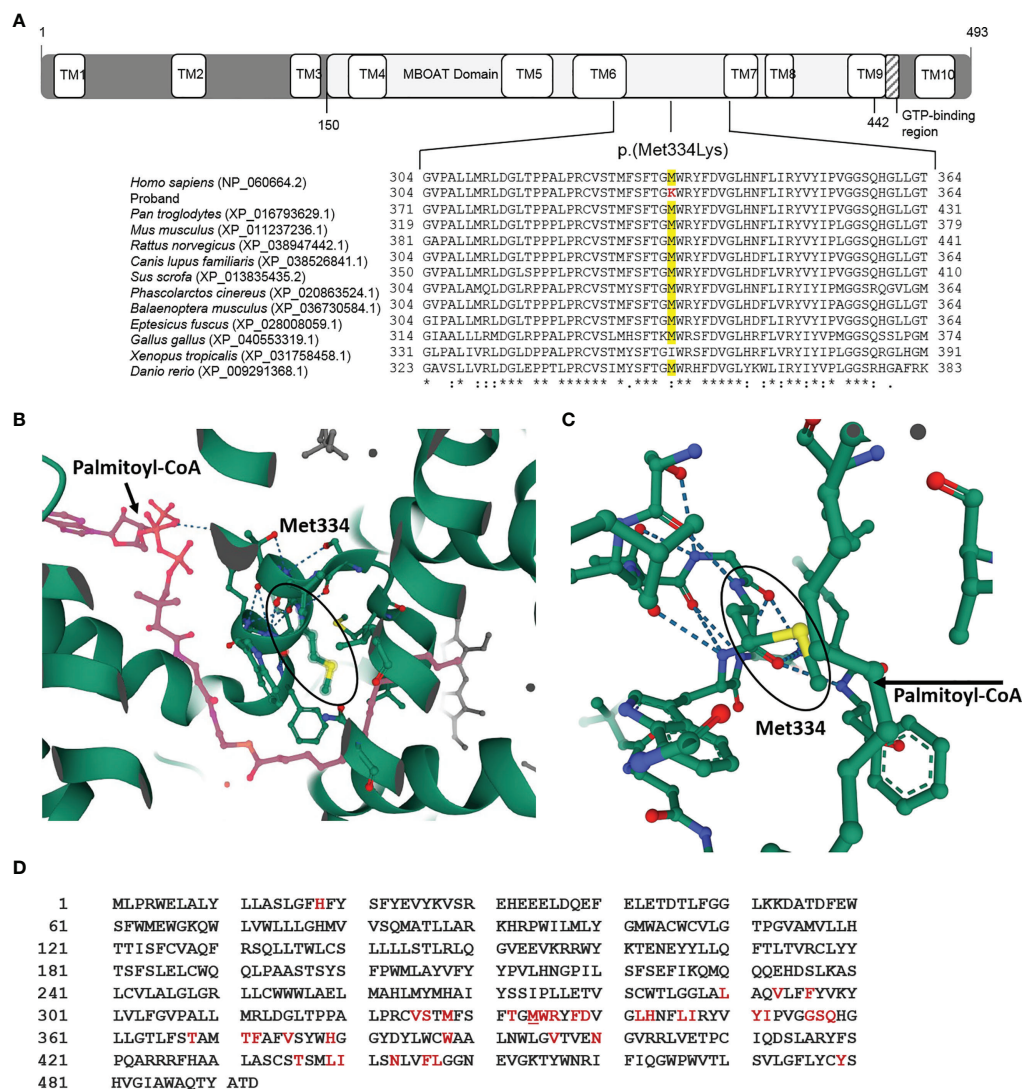 A
1 493
TM1 TM2 TM3 TM4 MBOAT Domain TM5 TM6 TM7 TM8 TM9 TM10
150 442 GTP-binding region
p.(Met334Lys)
Homo sapiens (NP_060664.2) 304 GVPALLMRLDGLTPPALPRCVSTMFSFTGMWRYFDVGLHNFLIRYVYIPVGGSQHGLLGT 364
Proband 304 GVPALLMRLDGLTPPALPRCVSTMFSFTGKWRYFDVGLHNFLIRYVYIPVGGSQHGLLGT 364
Pan troglodytes (XP_016793629.1) 371 GVPALLMRLDGLTPPALPRCVSTMFSFTGMWRYFDVGLHNFLIRYVYIPVGGSQHGLLGT 431
Mus musculus (XP_011237236.1) 319 GVPALLMRLDGLTPPPLPRCVSTMFSFTGMWRYFDVGLHNFLIRYVYIPLGGSQHGLLGT 379
Rattus norvegicus (XP_038947442.1) 381 GAPALLMRLDGLTPPPLPRCVSTMFSFTGMWRYFDVGLHNFLIRYVYIPLGGSQHGLLGT 441
Canis lupus familiaris (XP_038526841.1) 304 GVPALLMRLDGLTPPPLPRCVSTMFSFTGMWRYFDVGLHNFLIRYVYIPVGGSQHGLLGT 364
Sus scrofa (XP_013835435.2) 350 GVPALLMQLDGLSPPPLPRCVSTMFSFTGMWRYFDVGLHDFLVRYVYIPVGGSQHGLLGT 410
Phascolarctos cinereus (XP_020863524.1) 304 GVPALAMQLDGLRPPALPRCVSTMFSFTGMWRYFDVGLHNFLIRYVYIPMGGSRQGVLGM 364
Balaenoptera musculus (XP_036730584.1) 304 GVPALLMRLDGLTPPPLPRCVSTMFSFTGMWRYFDVGLHDFLVRYVYIPAGGSQHGLLGT 364
Eptesicus fuscus (XP_028008059.1) 304 GIPALLMRLDGLTPPPLPRCVSTMFSFTGMWRYFDVGLHDFLIRYVYIPVGGSQHGLLGT 364
Gallus gallus (XP_040553319.1) 314 GIAALLLRMDGLRPPALPRCVSLMHSFTKMWRYFDVGLHRFLIRYVYVPMGGSQSSLPGM 374
Xenopus tropicalis (XP_031758458.1) 331 GLPALIVRLDGLDPPALPRCVSTMYSFTGIWRSFDVGLHRFLVRYIYIPMGGSQRGLHGM 391
Danio rerio (XP_009291368.1) 323 GAVSLLVRLDGLEPPTLPRCVSIMYSFTGMWRHFDVGLYKWLIRYIYIPLGGSRHGAFRK 383
B
Palmitoyl-CoA
Met334
C
Palmitoyl-CoA
Met334
D
1 MLPRWELALY LLASLGFHFY SFYEVYKVSR EHEEELDQEF ELETDTLFGG LKKDATDFEW
61 SFWMEWGKQW LVWLLLGHMV VSQMATLLAR KHRPWILMLY GMWACWCVLG TPGVAMVLLH
121 TTISFCVAQF RSQLLTWLCS LLLLSTLRLQ GVEEVKRRWY KTENEYYLLQ FTLTVRCLYY
181 TSFSLELCWQ QLPAASTSYS FPWMLAYVFY YPVLHNGPIL SFSEFIKQMQ QQEHDSLKAS
241 LCVLALGLGR LLCWWWLAEL MAHLMYMHAI YSSIPLLETV SCWTLGGLAL AQVLFFYVKY
301 LVLFGVPALL MRLDGLTPPA LPRCVSTMFS FTGMWRYFDV GLHNFLIRYV YIPVGGSQHG
361 LLGTLFSTAM TFAFVSYWHG GYDYLWCWAA LNWLGVTVEN GVRRLVETPC IQDSLARYFS
421 PQARRRFHAA LASCSTSMLI LSNLVFLGGN EVGKTYWNRI FIQGWPWVTL SVLGFLYCYS
481 HVGIAWAQTY ATD